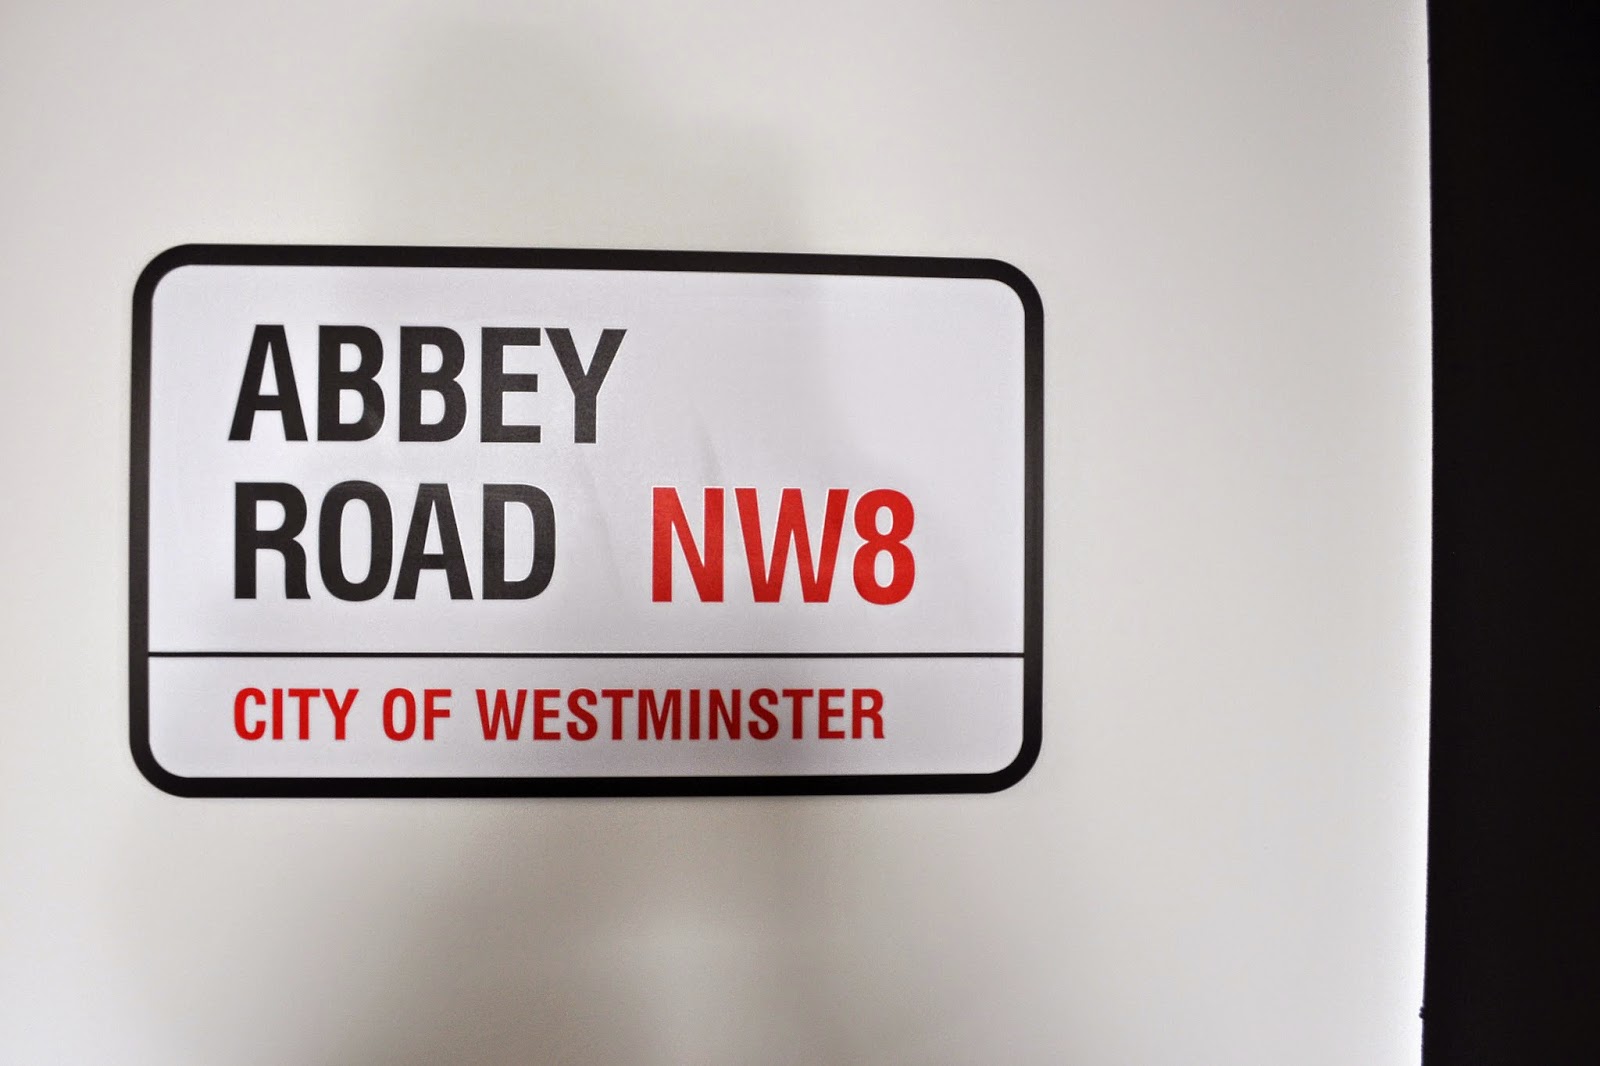 ABBEY
ROAD NW8
CITY OF WESTMINSTER